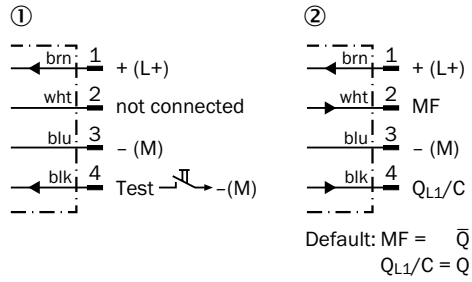 ①
brn 1 + (L+)
wht 2 not connected
blu 3 – (M)
blk 4 Test –(M)
②
brn 1 + (L+)
wht 2 MF
blu 3 – (M)
blk 4 QL1/C
Default: MF = Q̅
QL1/C = Q